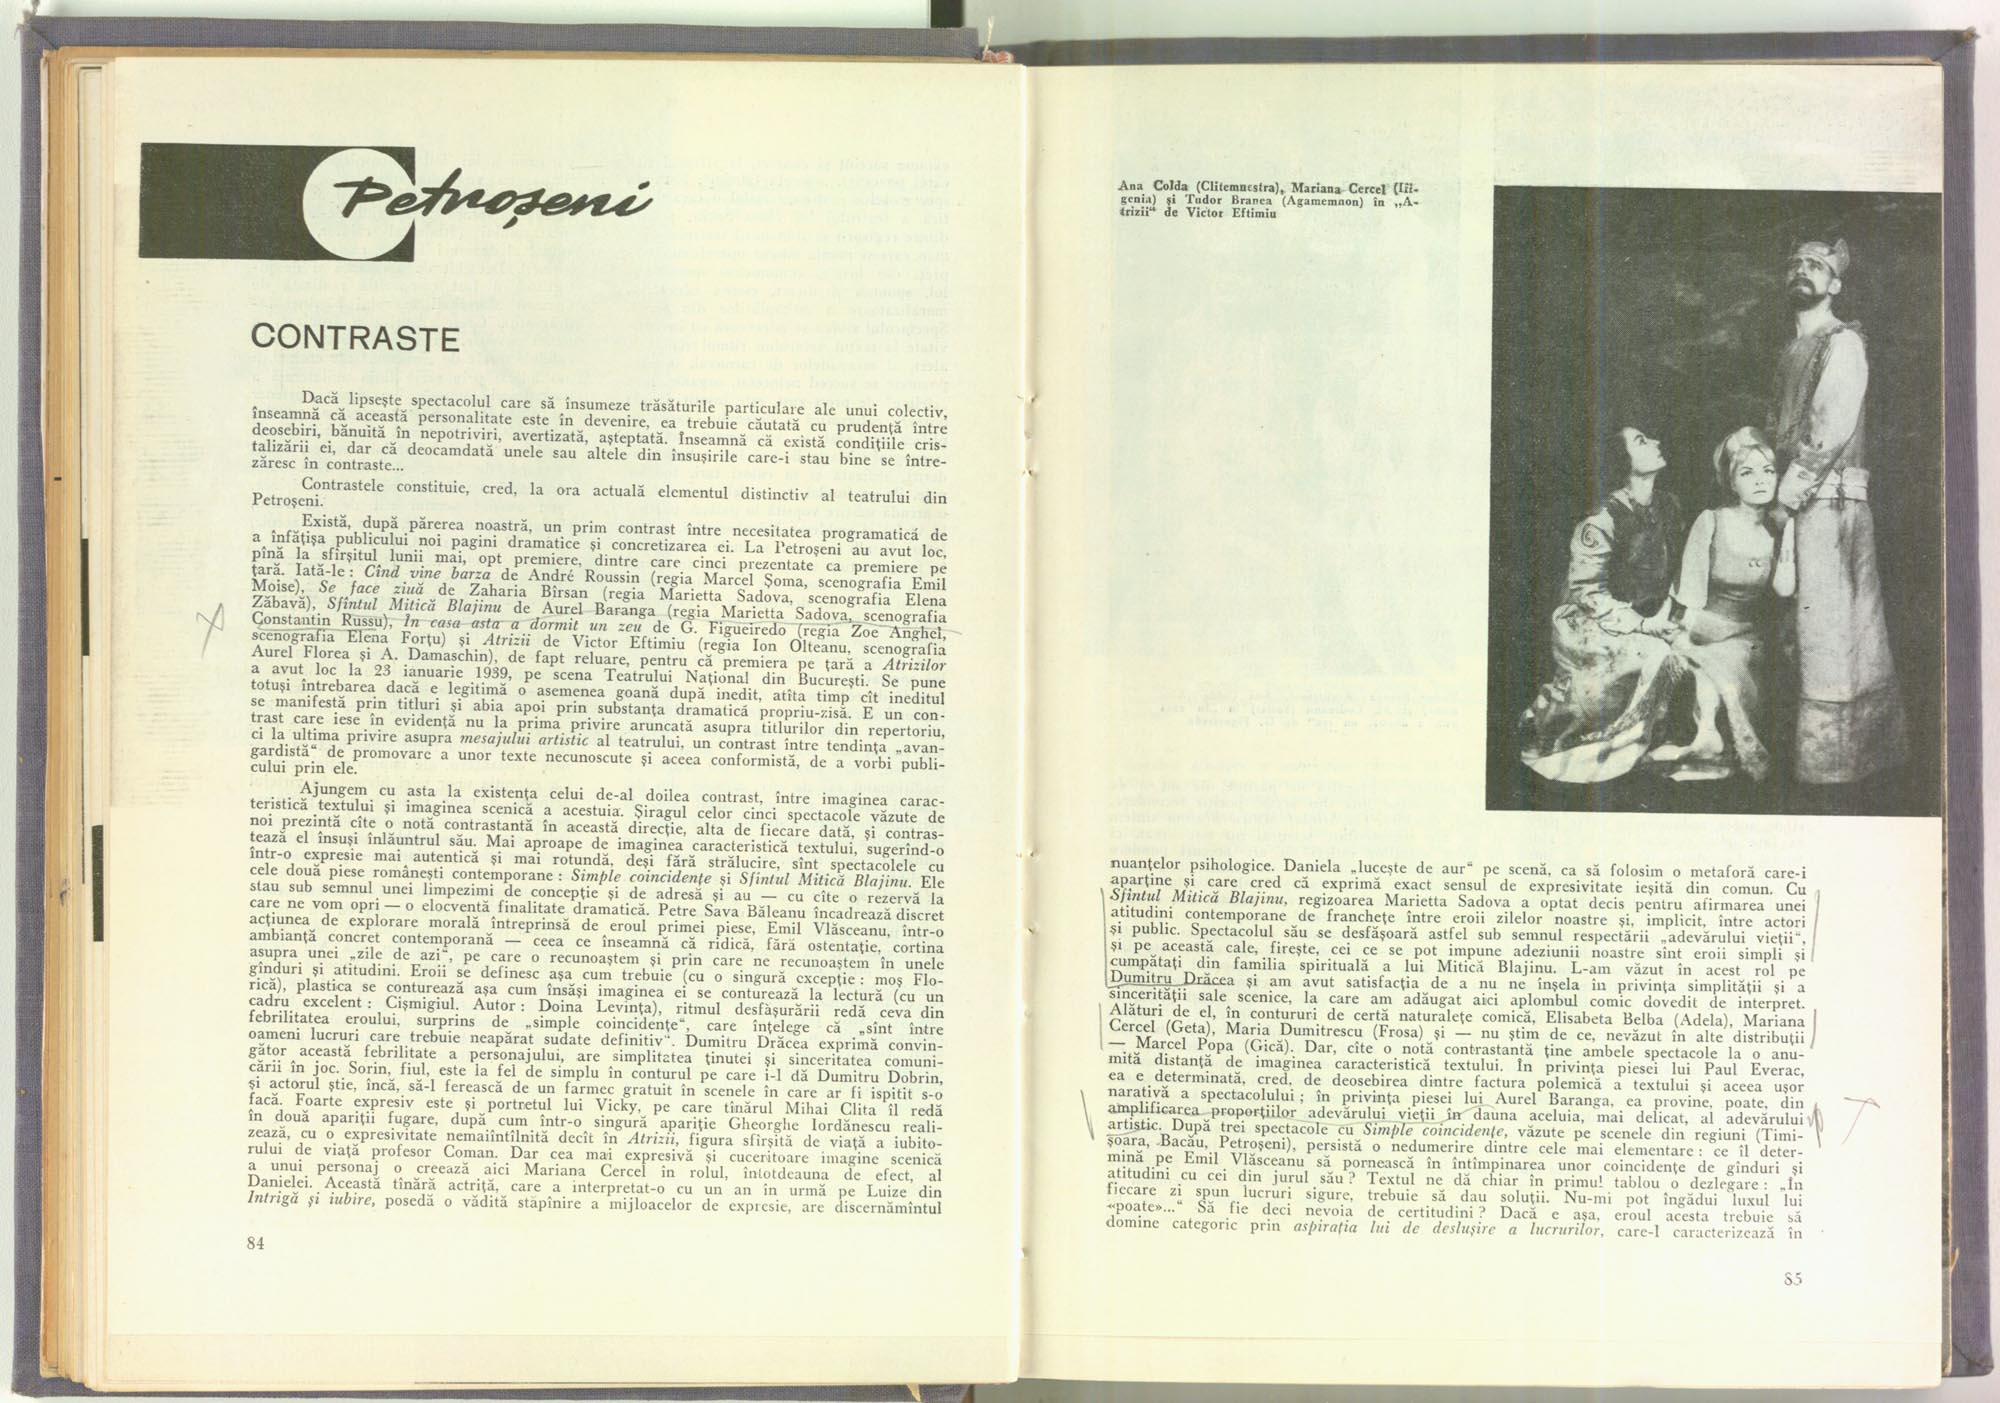 Petroșeni
CONTRASTE
Dacă lipsește spectacolul care să însumeze trăsăturile particulare ale unui colectiv,
înseamnă că această personalitate este în devenire, ea trebuie căutată cu prudență între
deosebiri, bănuită în nepotriviri, avertizată, așteptată. Înseamnă că există condițiile cris-
talizării ei, dar că deocamdată unele sau altele din însușirile care-i stau bine se între-
zăresc în contraste...
Contrastele constituie, cred, la ora actuală elementul distinctiv al teatrului din
Petroșeni.
Există, după părerea noastră, un prim contrast între necesitatea programatică de
a înfățișa publicului noi pagini dramatice și concretizarea ei. La Petroșeni au avut loc,
pînă la sfîrșitul lunii mai, opt premiere, dintre care cinci prezentate ca premiere pe
țară. Iată-le : Cînd vine barza de André Roussin (regia Marcel Șoma, scenografia Emil
Moise), Se face ziuă de Zaharia Bîrsan (regia Marietta Sadova, scenografia Elena
Zăbavă), Sfîntul Mitică Blajinu de Aurel Baranga (regia Marietta Sadova, scenografia
Constantin Russu), În casa asta a dormit un zeu de G. Figueiredo (regia Zoe Anghel,
scenografia Elena Forțu) și Atrizii de Victor Eftimiu (regia Ion Olteanu, scenografia
Aurel Florea și A. Damaschin), de fapt reluare, pentru că premiera pe țară a Atrizilor
a avut loc la 23 ianuarie 1939, pe scena Teatrului Național din București. Se pune
totuși întrebarea dacă e legitimă o asemenea goană după inedit, atîta timp cît ineditul
se manifestă prin titluri și abia apoi prin substanța dramatică propriu-zisă. E un con-
trast care iese în evidență nu la prima privire aruncată asupra titlurilor din repertoriu,
ci la ultima privire asupra mesajului artistic al teatrului, un contrast între tendința „avan-
gardistă“ de promovare a unor texte necunoscute și aceea conformistă, de a vorbi publi-
cului prin ele.
Ajungem cu asta la existența celui de-al doilea contrast, între imaginea carac-
teristică textului și imaginea scenică a acestuia. Șiragul celor cinci spectacole văzute de
noi prezintă cîte o notă contrastantă în această direcție, alta de fiecare dată, și contras-
tează el însuși înlăuntrul său. Mai aproape de imaginea caracteristică textului, sugerînd-o
într-o expresie mai autentică și mai rotundă, deși fără strălucire, sînt spectacolele cu
cele două piese românești contemporane : Simple coincidențe și Sfîntul Mitică Blajinu. Ele
stau sub semnul unei limpezimi de concepție și de adresă și au — cu cîte o rezervă la
care ne vom opri — o elocventă finalitate dramatică. Petre Sava Băleanu încadrează discret
acțiunea de explorare morală întreprinsă de eroul primei piese, Emil Vlăsceanu, într-o
ambianță concret contemporană — ceea ce înseamnă că ridică, fără ostentație, cortina
asupra unei „zile de azi“, pe care o recunoaștem și prin care ne recunoaștem în unele
gînduri și atitudini. Eroii se definesc așa cum trebuie (cu o singură excepție : moș Flo-
rică), plastica se conturează așa cum însăși imaginea ei se conturează la lectură (cu un
cadru excelent : Cișmigiul. Autor : Doina Levința), ritmul desfășurării redă ceva din
febrilitatea eroului, surprins de „simple coincidențe“, care înțelege că „sînt între
oameni lucruri care trebuie neapărat sudate definitiv“. Dumitru Drăcea exprimă convin-
gător această febrilitate a personajului, are simplitatea ținutei și sinceritatea comuni-
cării în joc. Sorin, fiul, este la fel de simplu în conturul pe care i-l dă Dumitru Dobrin,
și actorul știe, încă, să-l ferească de un farmec gratuit în scenele în care ar fi ispitit s-o
facă. Foarte expresiv este și portretul lui Vicky, pe care tînărul Mihai Clita îl redă
în două apariții fugare, după cum într-o singură apariție Gheorghe Iordănescu reali-
zează, cu o expresivitate nemaiîntîlnită decît în Atrizii, figura sfîrșită de viață a iubito-
rului de viață profesor Coman. Dar cea mai expresivă și cuceritoare imagine scenică
a unui personaj o creează aici Mariana Cercel în rolul, întotdeauna de efect, al
Danielei. Această tînără actriță, care a interpretat-o cu un an în urmă pe Luize din
Intrigă și iubire, posedă o vădită stăpînire a mijloacelor de expresie, are discernămîntul
84
Ana Colda (Clitemnestra), Mariana Cercel (Ifi-
genia) și Tudor Branea (Agamemnon) în „A-
trizii“ de Victor Eftimiu
nuanțelor psihologice. Daniela „lucește de aur“ pe scenă, ca să folosim o metaforă care-i
aparține și care cred că exprimă exact sensul de expresivitate ieșită din comun. Cu
Sfîntul Mitică Blajinu, regizoarea Marietta Sadova a optat decis pentru afirmarea unei
atitudini contemporane de franchețe între eroii zilelor noastre și, implicit, între actori
și public. Spectacolul său se desfășoară astfel sub semnul respectării „adevărului vieții“,
și pe această cale, firește, cei ce se pot impune adeziunii noastre sînt eroii simpli și
cumpătați din familia spirituală a lui Mitică Blajinu. L-am văzut în acest rol pe
Dumitru Drăcea și am avut satisfacția de a nu ne înșela în privința simplității și a
sincerității sale scenice, la care am adăugat aici aplombul comic dovedit de interpret.
Alături de el, în contururi de certă naturalețe comică, Elisabeta Belba (Adela), Mariana
Cercel (Geta), Maria Dumitrescu (Frosa) și — nu știm de ce, nevăzut în alte distribuții
— Marcel Popa (Gică). Dar, cîte o notă contrastantă ține ambele spectacole la o anu-
mită distanță de imaginea caracteristică textului. În privința piesei lui Paul Everac,
ea e determinată, cred, de deosebirea dintre factura polemică a textului și aceea ușor
narativă a spectacolului ; în privința piesei lui Aurel Baranga, ea provine, poate, din
amplificarea proporțiilor adevărului vieții în dauna aceluia, mai delicat, al adevărului
artistic. După trei spectacole cu Simple coincidențe, văzute pe scenele din regiuni (Timi-
șoara, Bacău, Petroșeni), persistă o nedumerire dintre cele mai elementare : ce îl deter-
mină pe Emil Vlăsceanu să pornească în întîmpinarea unor coincidențe de gînduri și
atitudini cu cei din jurul său ? Textul ne dă chiar în primul tablou o dezlegare : „În
fiecare zi spun lucruri sigure, trebuie să dau soluții. Nu-mi pot îngădui luxul lui
«poate»...“ Să fie deci nevoia de certitudini ? Dacă e așa, eroul acesta trebuie să
domine categoric prin aspirația lui de deslușire a lucrurilor, care-l caracterizează în
85